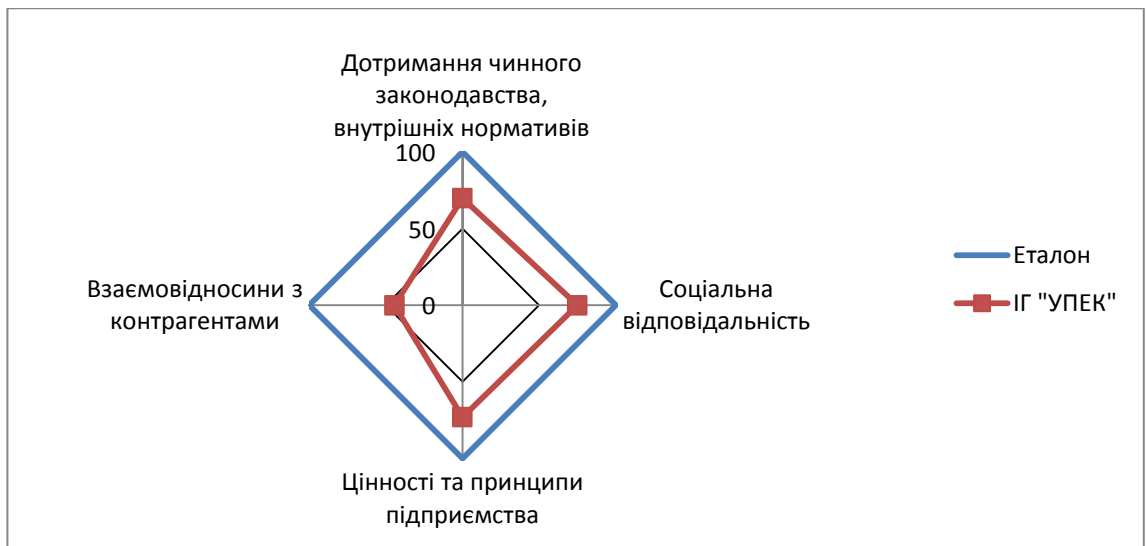 Дотримання чинного
законодавства,
внутрішніх нормативів
100
50
0
Взаємовідносини з
контрагентами
Соціальна
відповідальність
Цінності та принципи
підприємства
Еталон
ІГ "УПЕК"